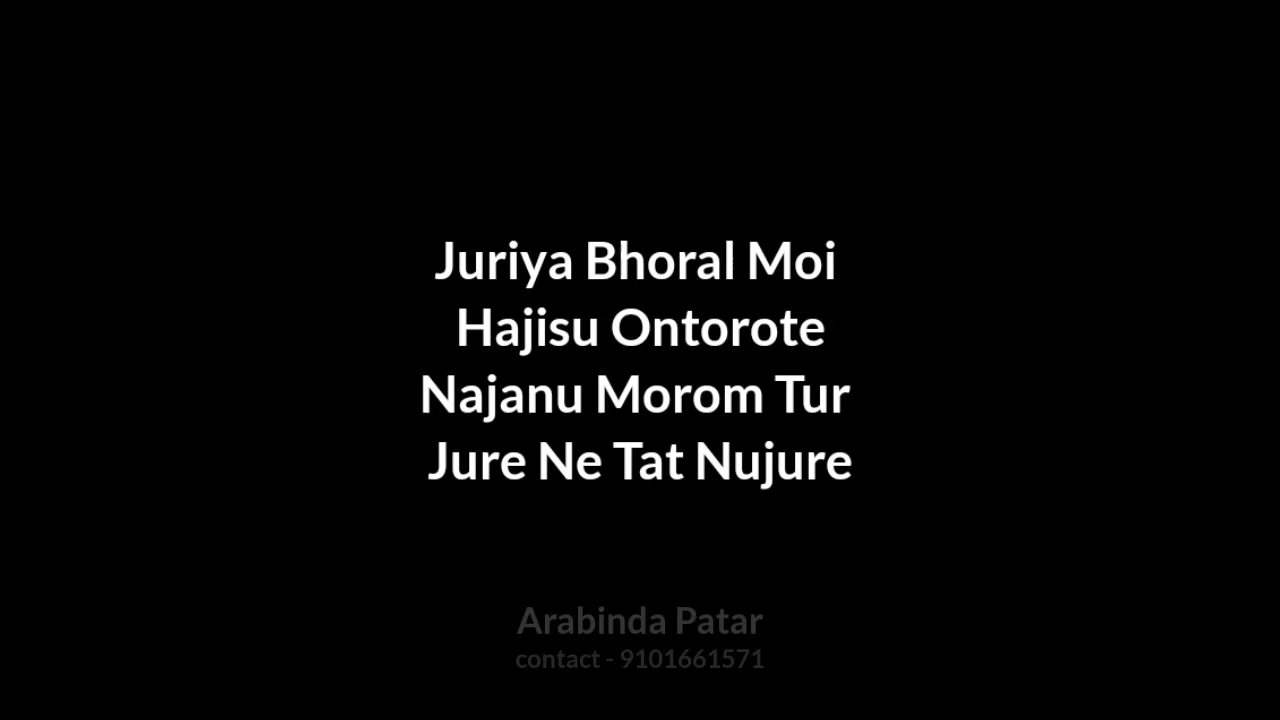 Juriya Bhoral Moi
Hajisu Ontorote
Najanu Morom Tur
Jure Ne Tat Nujure
Arabinda Patar
contact - 9101661571